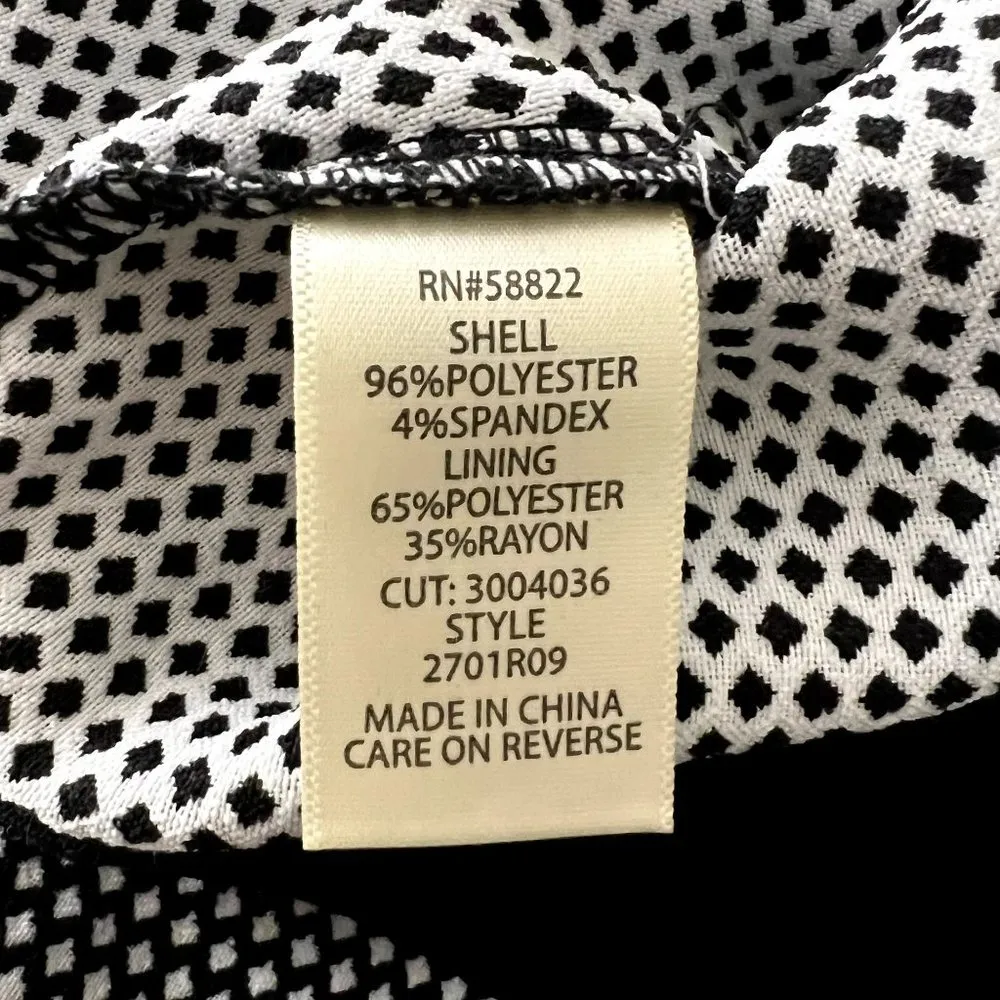 RN#58822
SHELL
96%POLYESTER
4%SPANDEX
LINING
65%POLYESTER
35%RAYON
CUT: 3004036
STYLE
2701R09
MADE IN CHINA
CARE ON REVERSE